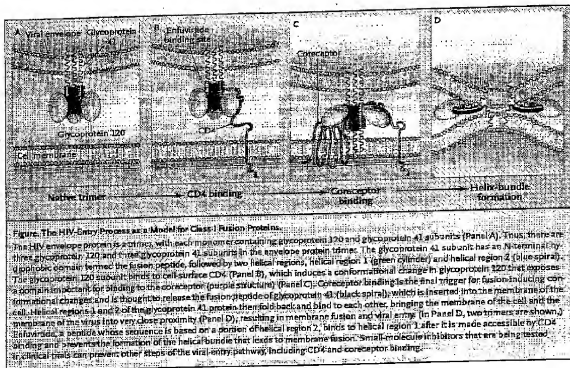 A
Viral envelope Glycoprotein
41
B
Enfuvirtide
binding site
C
Coreceptor
D
Glycoprotein 120
CD4
Cell membrane
Native trimer
CD4 binding
Coreceptor
binding
Helix-bundle
formation
Figure. The HIV-Entry Process as a Model for Class-I Fusion Proteins.
The HIV envelope protein is a trimer, with each monomer containing glycoprotein 120 and glycoprotein 41 subunits (Panel A). Thus, there are
three glycoprotein 120 and three glycoprotein 41 subunits in the envelope protein trimer. The glycoprotein 41 subunit has an N-terminal hy-
drophobic domain termed the fusion peptide, followed by two helical regions, helical region 1 (green cylinder) and helical region 2 (blue spiral).
The glycoprotein 120 subunit binds to cell-surface CD4 (Panel B), which induces a conformational change in glycoprotein 120 that exposes
a domain important for binding to the coreceptor (purple structure) (Panel C). Coreceptor binding is the final trigger for fusion-inducing con-
formational changes and is thought to release the fusion peptide of glycoprotein 41 (black spiral), which is inserted into the membrane of the
cell. Helical regions 1 and 2 of the glycoprotein 41 protein then fold back and bind to each other, bringing the membrane of the cell and the
membrane of the virus into very close proximity (Panel D), resulting in membrane fusion and viral entry. (In Panel D, two trimers are shown.)
Enfuvirtide, a peptide whose sequence is based on a portion of helical region 2, binds to helical region 1 after it is made accessible by CD4
binding and prevents the formation of the helical bundle that leads to membrane fusion. Small-molecule inhibitors that are being tested
in clinical trials can prevent other steps of the viral-entry pathway, including CD4 and coreceptor binding.